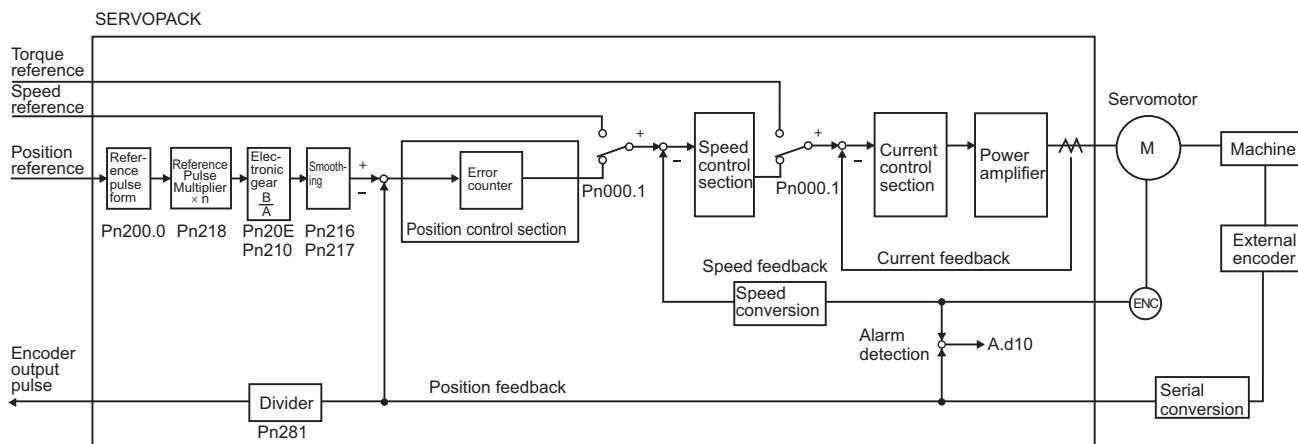 SERVOPACK
Torque
reference
Speed
reference
Position
reference
Refer-
ence
pulse
form
Pn200.0
Reference
Pulse
Multiplier
× n
Pn218
Elec-
tronic
gear
B
A
Pn20E
Pn210
Smooth-
ing
Pn216
Pn217
+
−
Error
counter
Position control section
Pn000.1
+
−
Speed
control
section
Pn000.1
+
−
Current
control
section
Power
amplifier
Servomotor
M
Machine
External
encoder
ENC
Current feedback
Speed feedback
Speed
conversion
Alarm
detection
A.d10
Encoder
output
pulse
Divider
Pn281
Position feedback
Serial
conversion